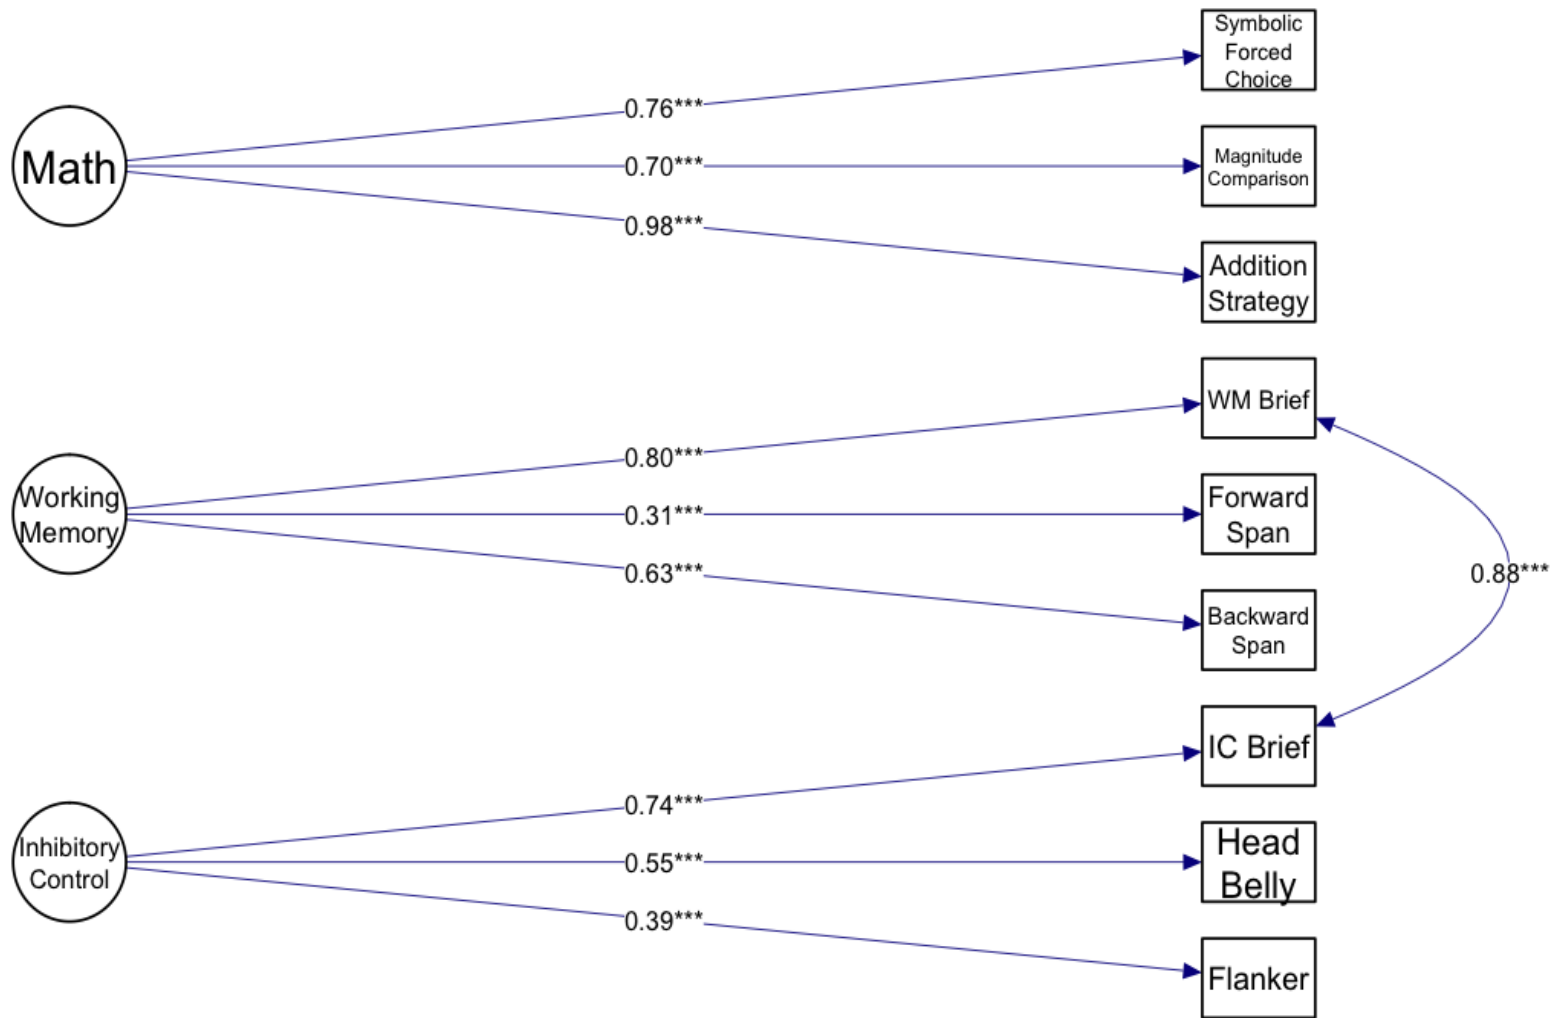 Symbolic
Forced
Choice
0.76***
Math
0.70***
Magnitude
Comparison
0.98***
Addition
Strategy
WM Brief
0.80***
Working
Memory
0.31***
Forward
Span
0.63***
0.88***
Backward
Span
IC Brief
0.74***
Inhibitory
Control
0.55***
Head
Belly
0.39***
Flanker